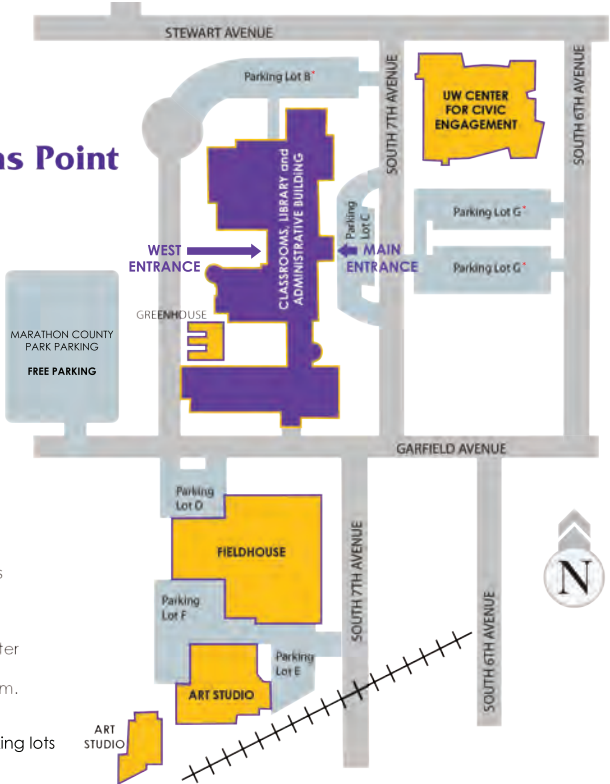 STEWART AVENUE
Parking Lot B*
SOUTH 7TH AVENUE
UW CENTER
FOR CIVIC
ENGAGEMENT
SOUTH 6TH AVENUE
ns Point
CLASSROOMS, LIBRARY and
ADMINISTRATIVE BUILDING
Parking
Lot C
Parking Lot G*
WEST
ENTRANCE
MAIN
ENTRANCE
Parking Lot G*
GREENHOUSE
MARATHON COUNTY
PARK PARKING
FREE PARKING
GARFIELD AVENUE
Parking
Lot D
FIELDHOUSE
SOUTH 7TH AVENUE
SOUTH 6TH AVENUE
N
s
Parking
Lot F
ter
Parking
Lot E
m.
ART STUDIO
ART
STUDIO
ing lots